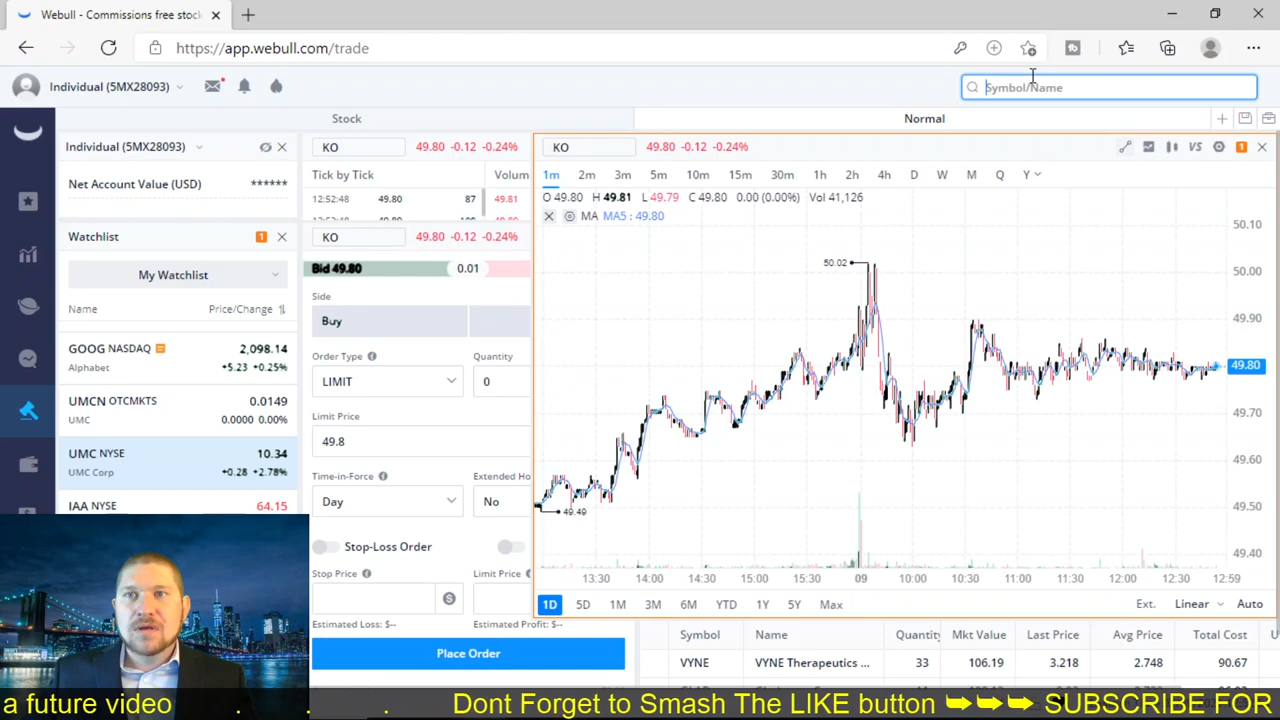 Webull - Commissions free stock
https://app.webull.com/trade
Individual (5MX28093)
Symbol/Name
Stock
Normal
Individual (5MX28093)
Net Account Value (USD) ******
Watchlist 1
My Watchlist
Name Price/Change
GOOG NASDAQ 2,098.14
Alphabet +5.23 +0.25%
UMCN OTCMKTS 0.0149
UMC 0.0000 0.00%
UMC NYSE 10.34
UMC Corp +0.28 +2.78%
IAA NYSE 64.15
KO 49.80 -0.12 -0.24%
Tick by Tick Volum
12:52:48 49.80 87 49.81
KO 49.80 -0.12 -0.24%
Bid 49.80 0.01
Side
Buy
Order Type Quantity
LIMIT 0
Limit Price
49.8
Time-in-Force Extended Ho
Day No
Stop-Loss Order
Stop Price Limit Price
Estimated Loss: $-- Estimated Profit: $--
Place Order
KO 49.80 -0.12 -0.24%
VS 1
1m 2m 3m 5m 10m 15m 30m 1h 2h 4h D W M Q Y
O 49.80 H 49.81 L 49.79 C 49.80 0.00 (0.00%) Vol 41,126
MA MA5 : 49.80
50.10
50.02
50.00
49.90
49.80
49.70
49.60
49.50
49.49
49.40
13:30 14:00 14:30 15:00 15:30 09 10:00 10:30 11:00 11:30 12:00 12:30 12:59
1D 5D 1M 3M 6M YTD 1Y 5Y Max Ext. Linear Auto
Symbol Name Quantity Mkt Value Last Price Avg Price Total Cost
VYNE VYNE Therapeutics ... 33 106.19 3.218 2.748 90.67
a future video . . . Dont Forget to Smash The LIKE button ➡➡➡ SUBSCRIBE FOR